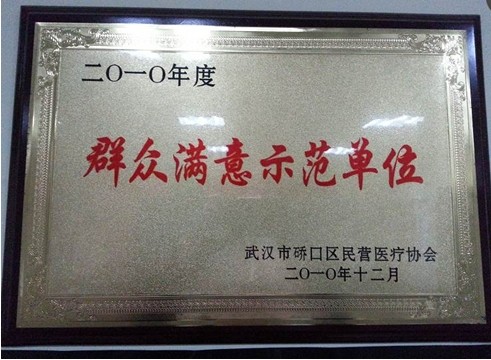 二〇一〇年度
群众满意示范单位
武汉市硚口区民营医疗协会
二〇一〇年十二月